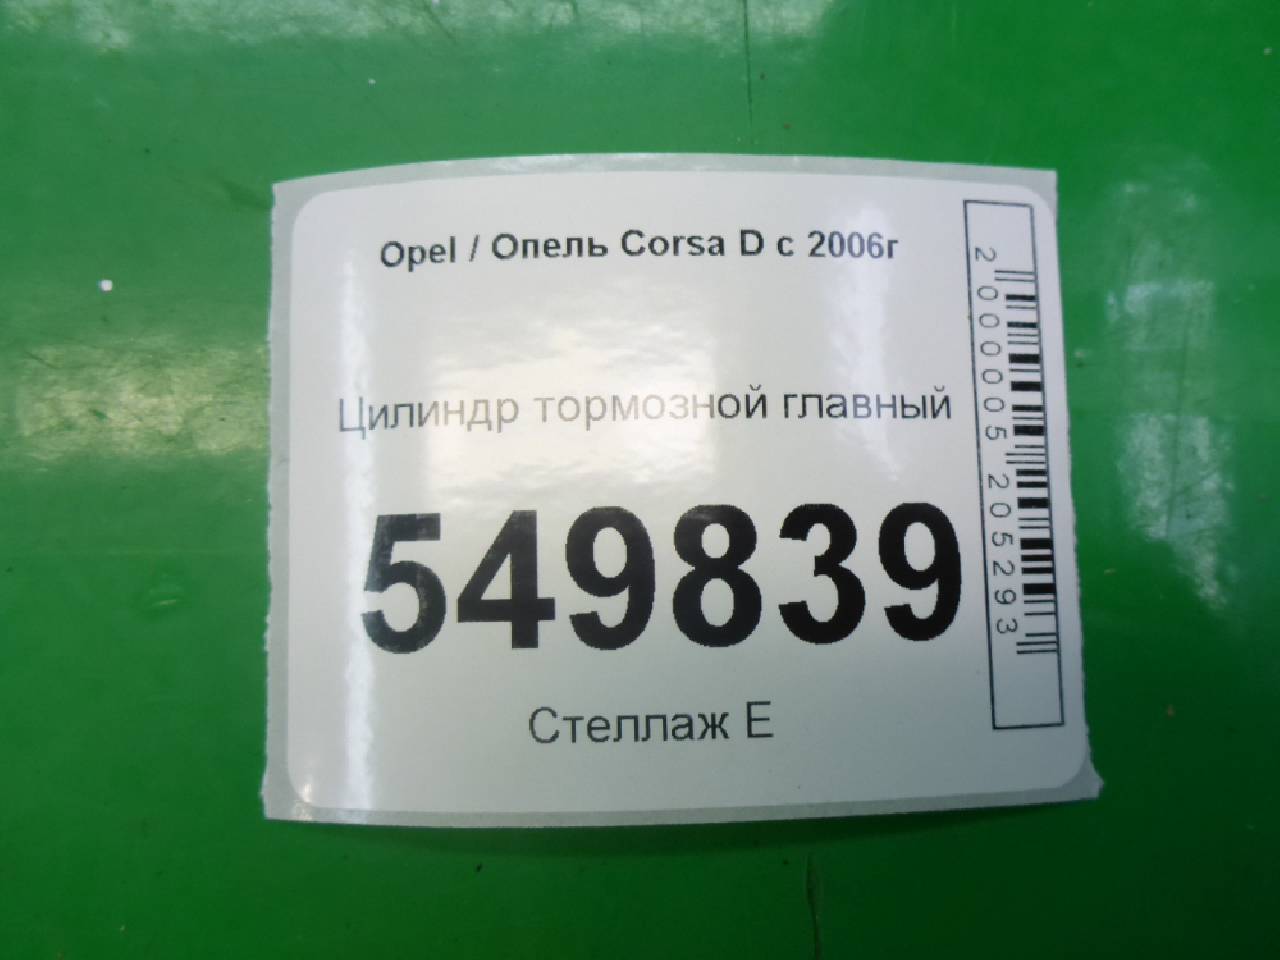 Opel / Опель Corsa D с 2006г
Цилиндр тормозной главный
549839
Стеллаж Е
2000005205293